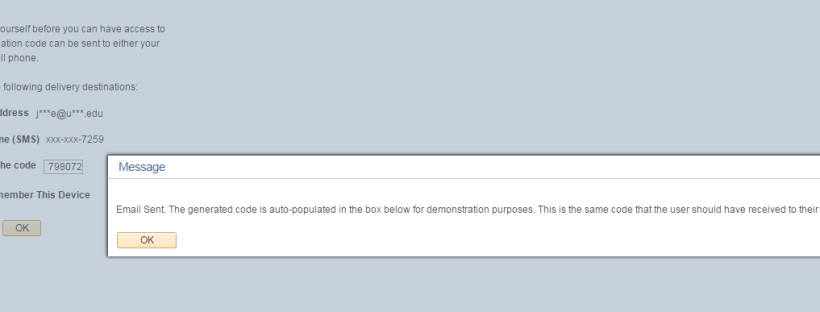 ourself before you can have access to
ation code can be sent to either your
ll phone.
following delivery destinations:
ddress j***e@u***.edu
ne (SMS) xxx-xxx-7259
he code 798072
member This Device
OK
Message
Email Sent. The generated code is auto-populated in the box below for demonstration purposes. This is the same code that the user should have received to their
OK